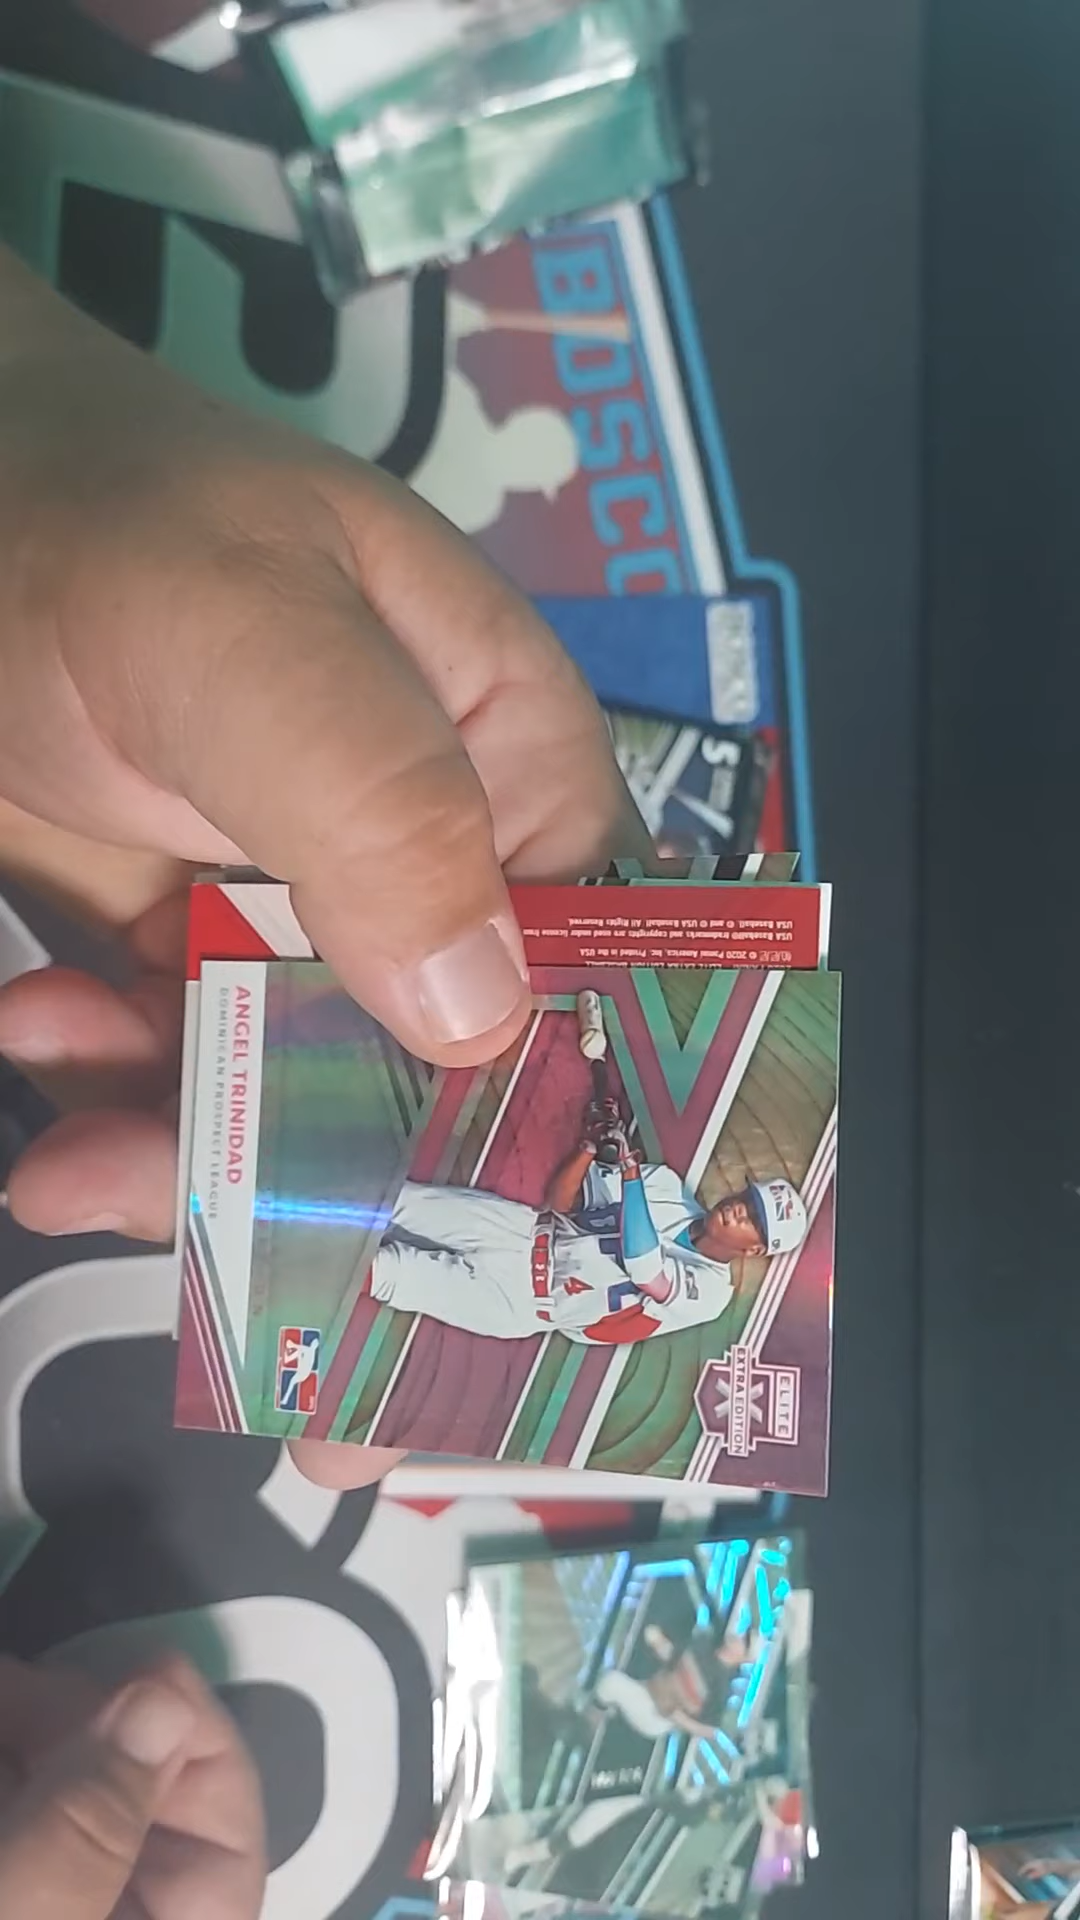 BOSCO
5
USA Baseball. © and © USA Baseball. All Rights Reserved.
USA Baseball® trademarks and copyrights are used under license from
© 2020 Panini America, Inc. Printed in the USA
ANGEL TRINIDAD
DOMINICAN PROSPECT LEAGUE
ELITE
EXTRA EDITION